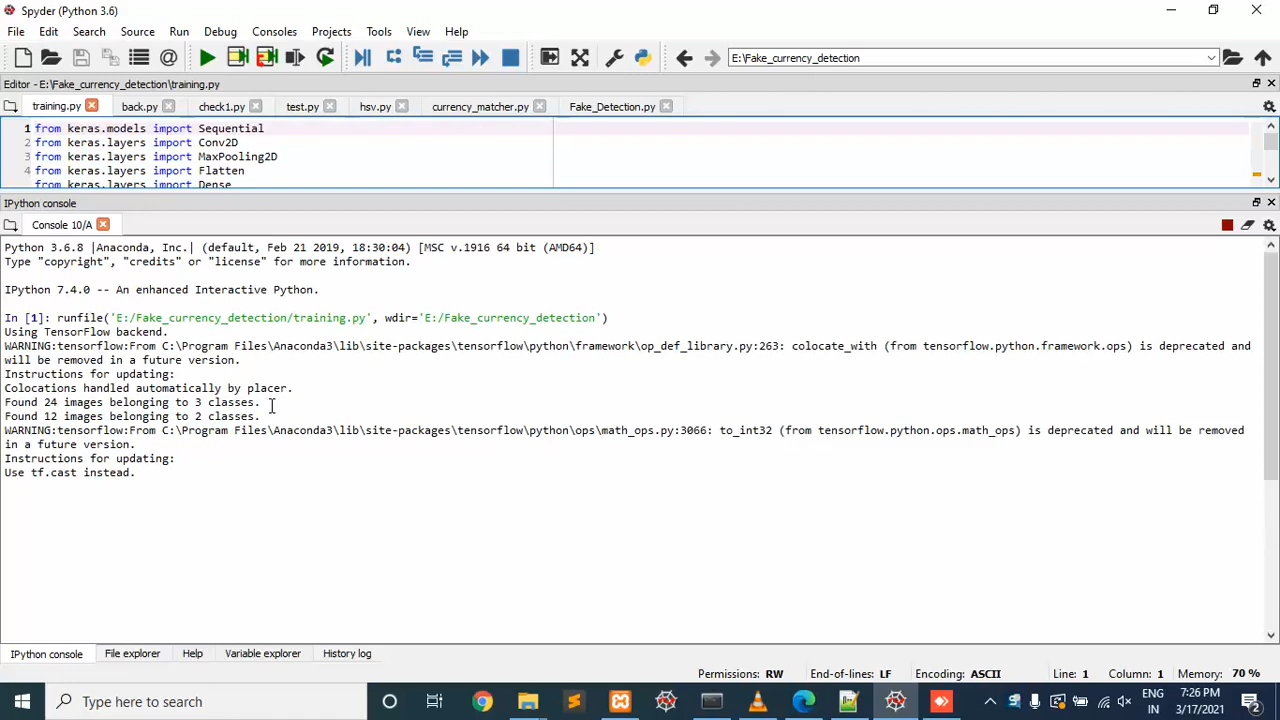 Spyder (Python 3.6)
File Edit Search Source Run Debug Consoles Projects Tools View Help
E:\Fake_currency_detection
Editor - E:\Fake_currency_detection\training.py
training.py back.py check1.py test.py hsv.py currency_matcher.py Fake_Detection.py
1 from keras.models import Sequential
2 from keras.layers import Conv2D
3 from keras.layers import MaxPooling2D
4 from keras.layers import Flatten
from keras.layers import Dense
IPython console
Console 10/A
Python 3.6.8 |Anaconda, Inc.| (default, Feb 21 2019, 18:30:04) [MSC v.1916 64 bit (AMD64)]
Type "copyright", "credits" or "license" for more information.
IPython 7.4.0 -- An enhanced Interactive Python.
In [1]: runfile('E:/Fake_currency_detection/training.py', wdir='E:/Fake_currency_detection')
Using TensorFlow backend.
WARNING:tensorflow:From C:\Program Files\Anaconda3\lib\site-packages\tensorflow\python\framework\op_def_library.py:263: colocate_with (from tensorflow.python.framework.ops) is deprecated and
will be removed in a future version.
Instructions for updating:
Colocations handled automatically by placer.
Found 24 images belonging to 3 classes.
Found 12 images belonging to 2 classes.
WARNING:tensorflow:From C:\Program Files\Anaconda3\lib\site-packages\tensorflow\python\ops\math_ops.py:3066: to_int32 (from tensorflow.python.ops.math_ops) is deprecated and will be removed
in a future version.
Instructions for updating:
Use tf.cast instead.
IPython console File explorer Help Variable explorer History log
Permissions: RW End-of-lines: LF Encoding: ASCII Line: 1 Column: 1 Memory: 70 %
Type here to search
ENG
IN
7:26 PM
3/17/2021
2